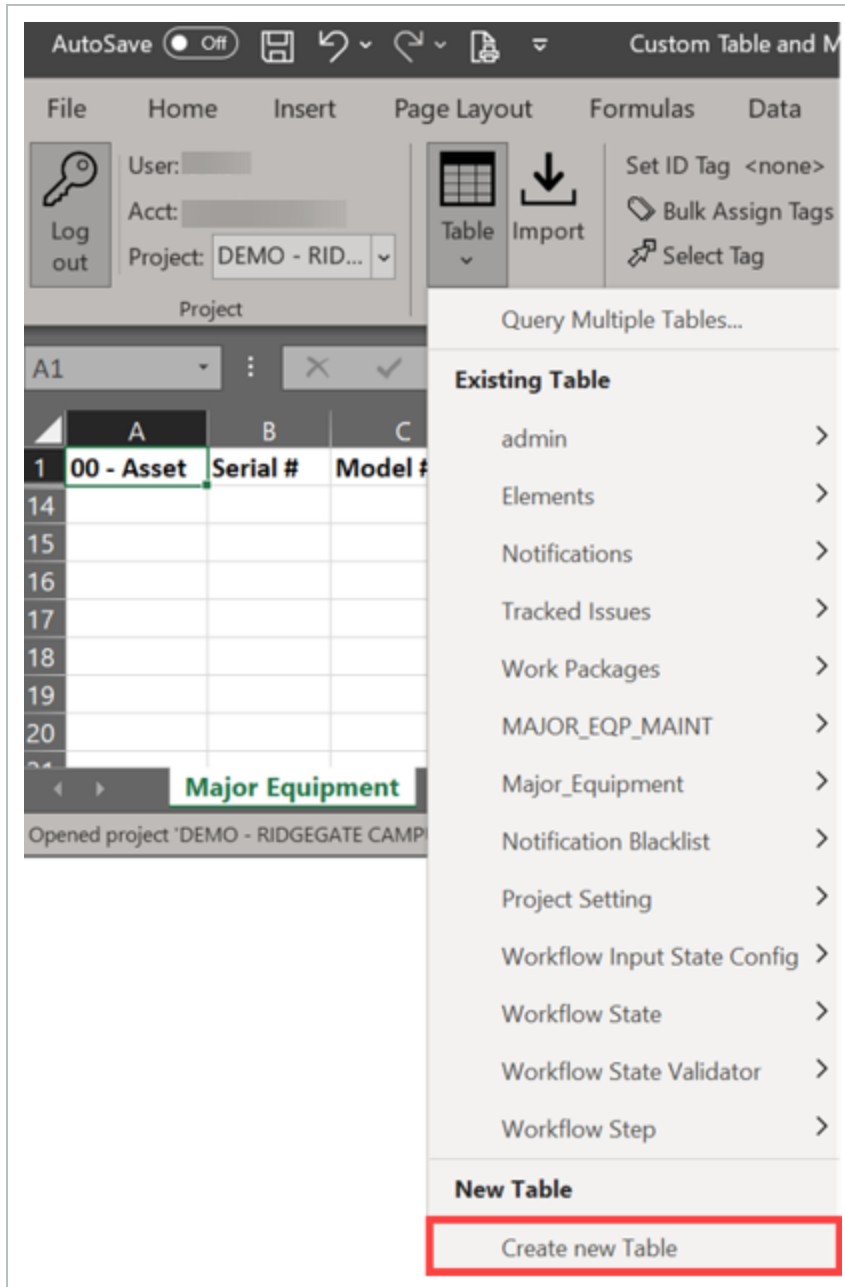 AutoSave Off Custom Table and M
File Home Insert Page Layout Formulas Data
Log out
User:
Acct:
Project: DEMO - RID...
Project
Table
Import
Set ID Tag <none>
Bulk Assign Tags
Select Tag
Query Multiple Tables...
Existing Table
admin
Elements
Notifications
Tracked Issues
Work Packages
MAJOR_EQP_MAINT
Major_Equipment
Notification Blacklist
Project Setting
Workflow Input State Config
Workflow State
Workflow State Validator
Workflow Step
New Table
Create new Table
A1
A B C
1 00 - Asset Serial # Model #
14
15
16
17
18
19
20
Major Equipment
Opened project 'DEMO - RIDGEGATE CAMP